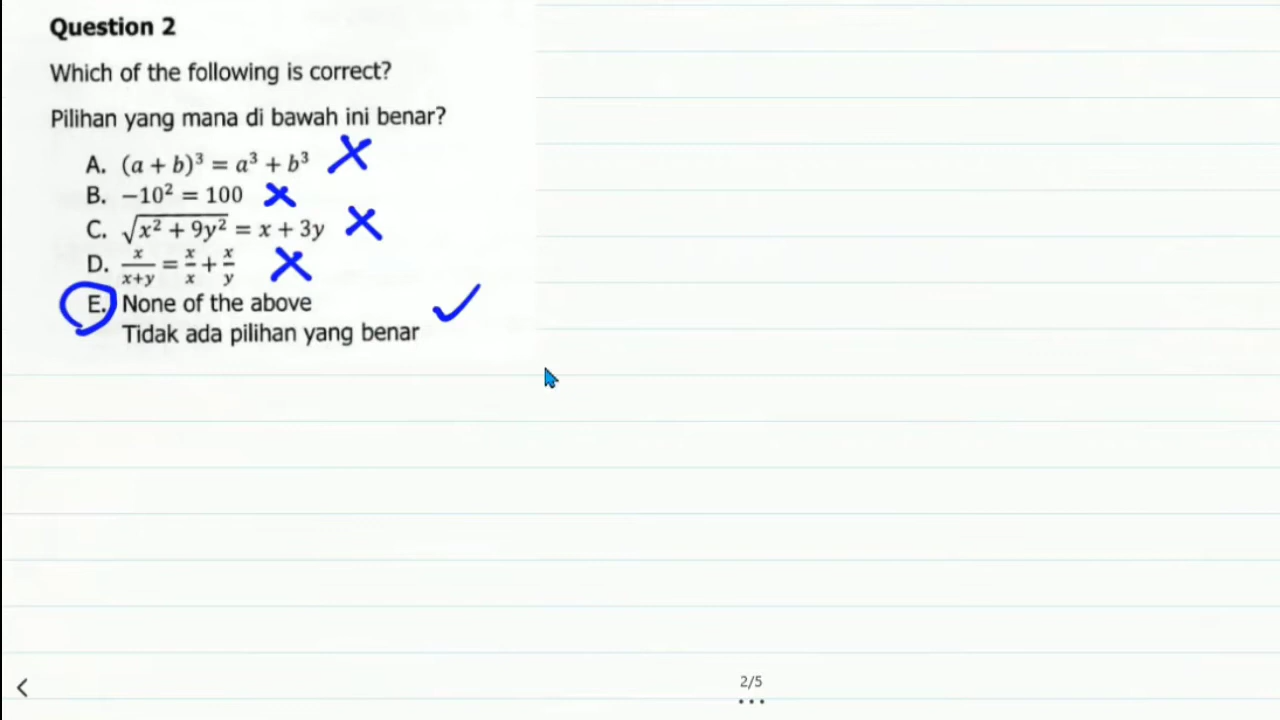 Question 2
Which of the following is correct?
Pilihan yang mana di bawah ini benar?
A. (a + b)³ = a³ + b³
B. −10² = 100
C. √(x² + 9y²) = x + 3y
D. x/(x+y) = x/x + x/y
E. None of the above
Tidak ada pilihan yang benar
2/5